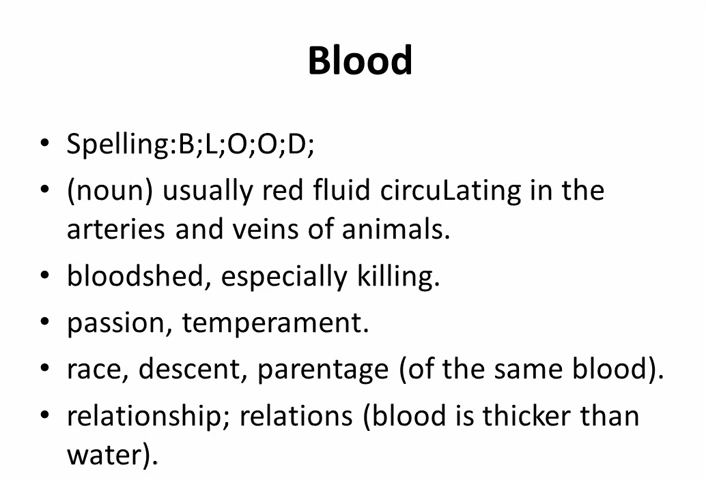 Blood
• Spelling:B;L;O;O;D;
• (noun) usually red fluid circuLating in the
arteries and veins of animals.
• bloodshed, especially killing.
• passion, temperament.
• race, descent, parentage (of the same blood).
• relationship; relations (blood is thicker than
water).